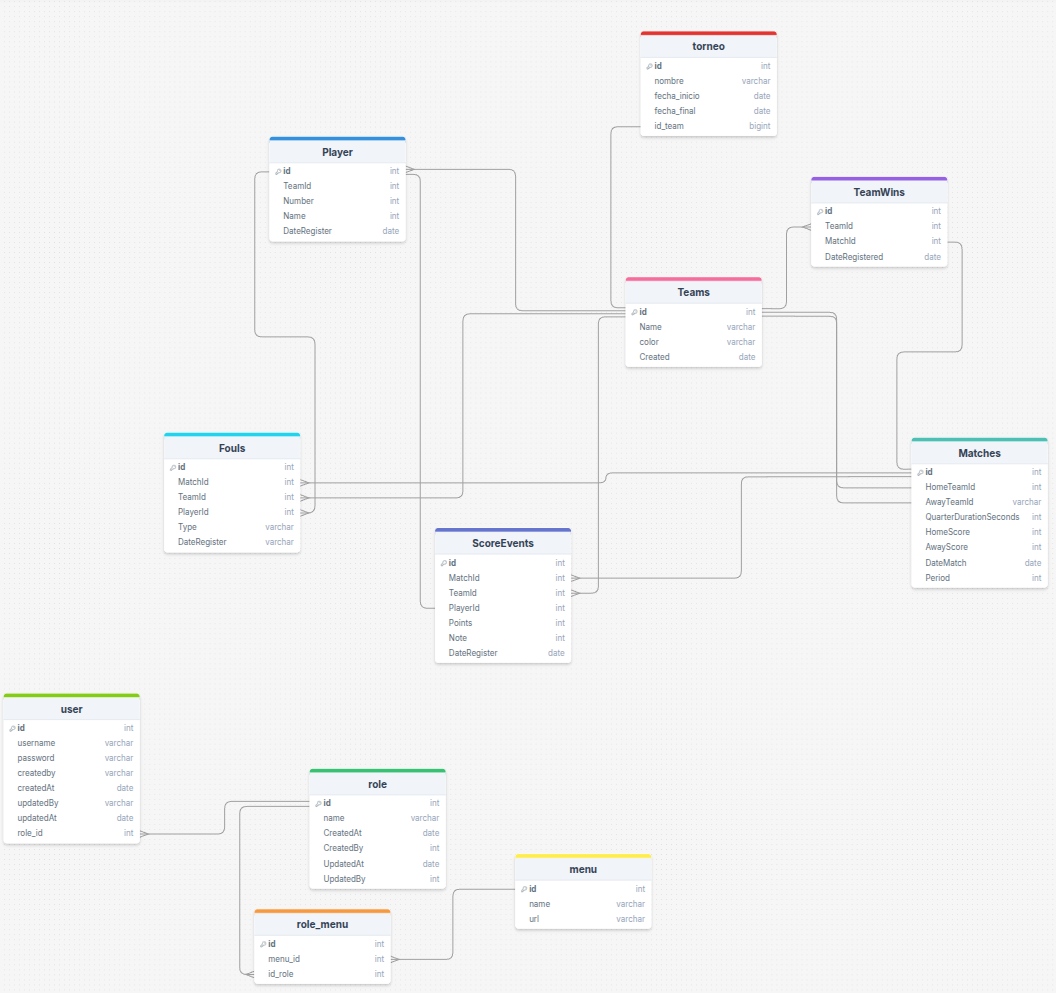 torneo
id int
nombre varchar
fecha_inicio date
fecha_final date
id_team bigint
Player
id int
TeamId int
Number int
Name int
DateRegister date
TeamWins
id int
TeamId int
MatchId int
DateRegistered date
Teams
id int
Name varchar
color varchar
Created date
Fouls
id int
MatchId int
TeamId int
PlayerId int
Type varchar
DateRegister varchar
Matches
id int
HomeTeamId int
AwayTeamId varchar
QuarterDurationSeconds int
HomeScore int
AwayScore int
DateMatch date
Period int
ScoreEvents
id int
MatchId int
TeamId int
PlayerId int
Points int
Note int
DateRegister date
user
id int
username varchar
password varchar
createdby varchar
createdAt date
updatedBy varchar
updatedAt date
role_id int
role
id int
name varchar
CreatedAt date
CreatedBy int
UpdatedAt date
UpdatedBy int
menu
id int
name varchar
url varchar
role_menu
id int
menu_id int
id_role int